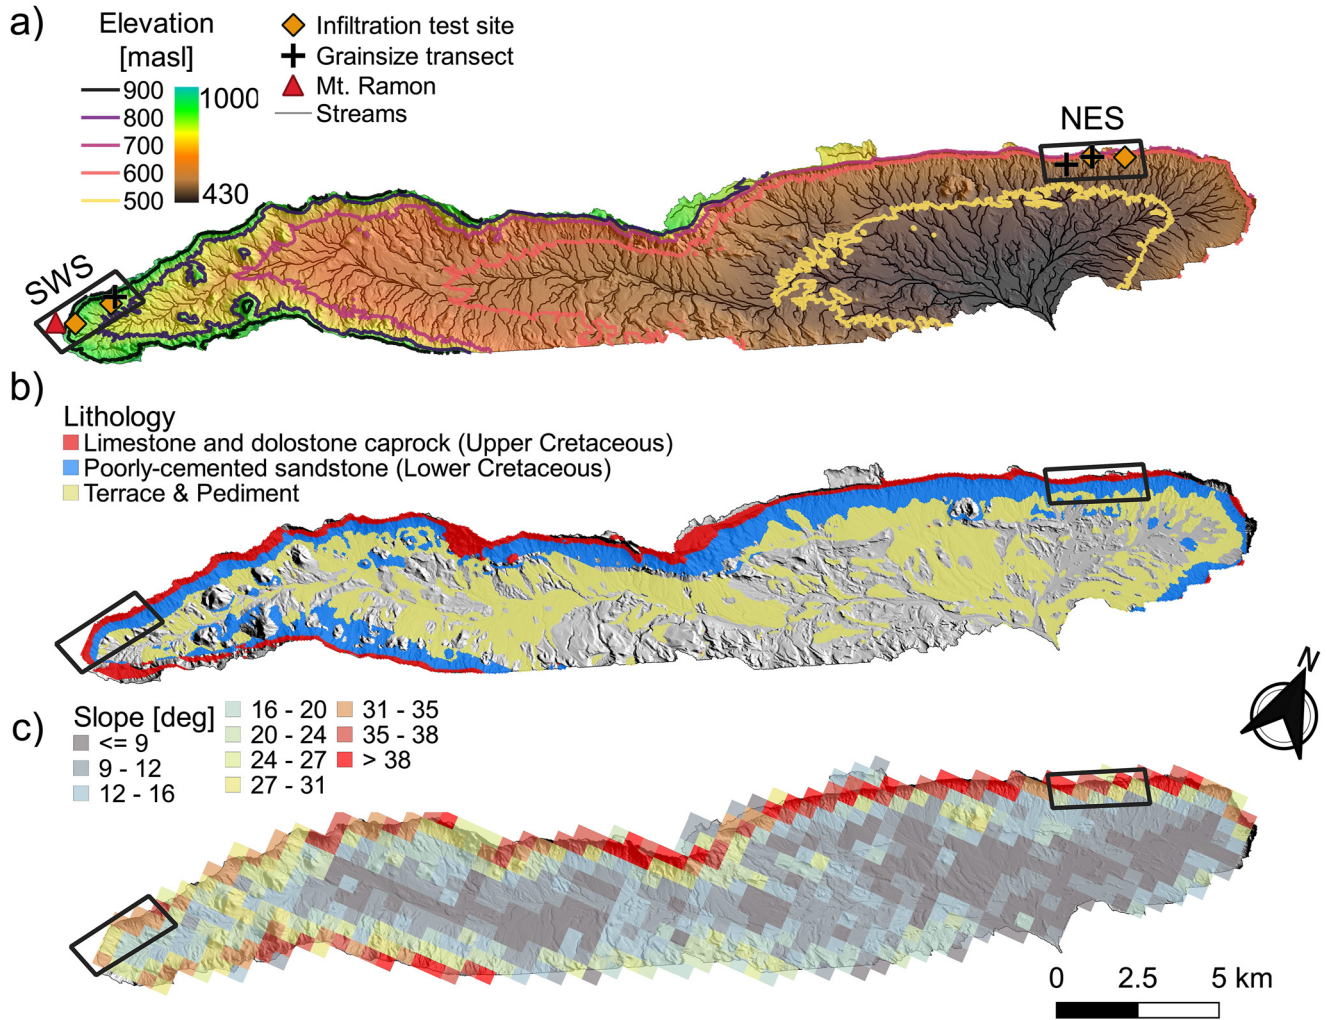 a)
Elevation
[masl]
900
800
700
600
500
1000
430
Infiltration test site
Grainsize transect
Mt. Ramon
Streams
NES
SWS
b)
Lithology
Limestone and dolostone caprock (Upper Cretaceous)
Poorly-cemented sandstone (Lower Cretaceous)
Terrace & Pediment
N
c)
Slope [deg]
<= 9
9 - 12
12 - 16
16 - 20
20 - 24
24 - 27
27 - 31
31 - 35
35 - 38
> 38
0 2.5 5 km